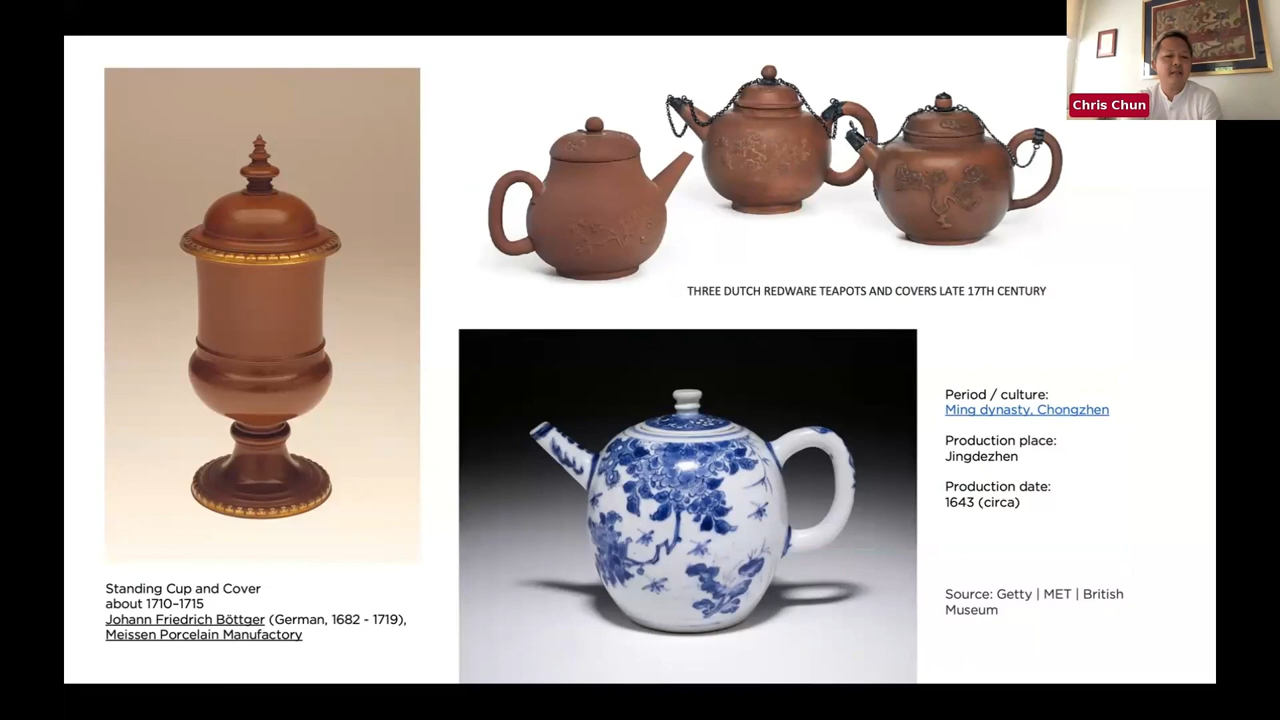 Chris Chun
THREE DUTCH REDWARE TEAPOTS AND COVERS LATE 17TH CENTURY
Period / culture:
Ming dynasty, Chongzhen
Production place:
Jingdezhen
Production date:
1643 (circa)
Standing Cup and Cover
about 1710–1715
Johann Friedrich Böttger (German, 1682 - 1719),
Meissen Porcelain Manufactory
Source: Getty | MET | British
Museum